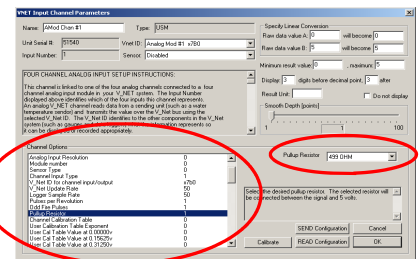 VNET Input Channel Parameters
Name: AMod Chan #1 Type: USM
Unit Serial #: 51540 Vnet ID: Analog Mod #1 x7B0
Input Number: 1 Sensor: Disabled
Specify Linear Conversion
Raw data value A: 0 will become 0
Raw data value B: 5 will become 5
Minimum result value: 0 , maximum: 5
Display: 3 digits before decimal point, 3 after
Result Unit: Do not display
Smooth Depth [points]
1 1 100
FOUR CHANNEL ANALOG INPUT SETUP INSTRUCTIONS:
This channel is linked to one of the four analog channels connected to a four
channel analog input module in your V_NET system. The Input Number
displayed above identifies which of the four inputs this channel represents.
An analog V_NET channel reads data from a sending unit (such as a water
temperature sender) and transmits the value over the V_Net bus using the
selected V_Net ID. The V_Net ID identifies to the other components in the V_Net
system (such as gauges and
it can be displayed or recorded appropriately.
Channel Options
Analog Input Resolution 0
Module number 0
Sensor Type 0
Channel Input Type 1
V_Net ID for channel input/output x7b0
V_Net Update Rate 50
Logger Sample Rate 50
Pulses per Revolution 1
Odd Fire Pulses 1
Pullup Resistor 1
Channel Calibration Table 0
User Calibration Table Exponent 0
User Cal Table Value at 0.00000v 0
User Cal Table Value at 0.15625v 0
User Cal Table Value at 0.31250v 0
Pullup Resistor 499 OHM
Select the desired pullup resistor. The selected resistor will
be connected between the signal and 5 volts.
SEND Configuration Cancel
Calibrate READ Configuration OK